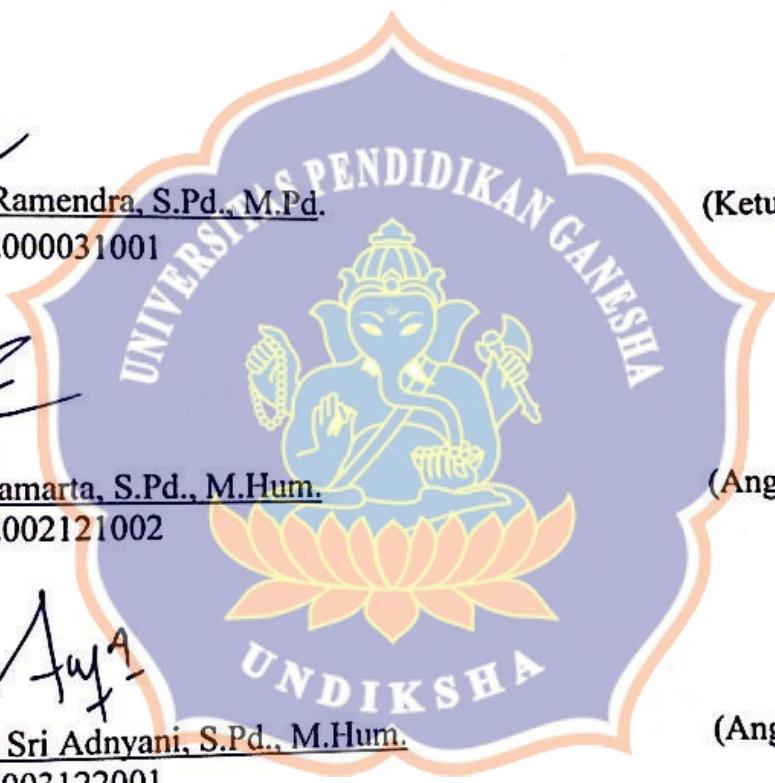 UNIVERSITAS PENDIDIKAN GANESHA
Ramendra, S.Pd., M.Pd. (Ketu
000031001
amarta, S.Pd., M.Hum. (Ang
002121002
UNDIKSHA
Sri Adnyani, S.Pd., M.Hum. (Ang
003122001